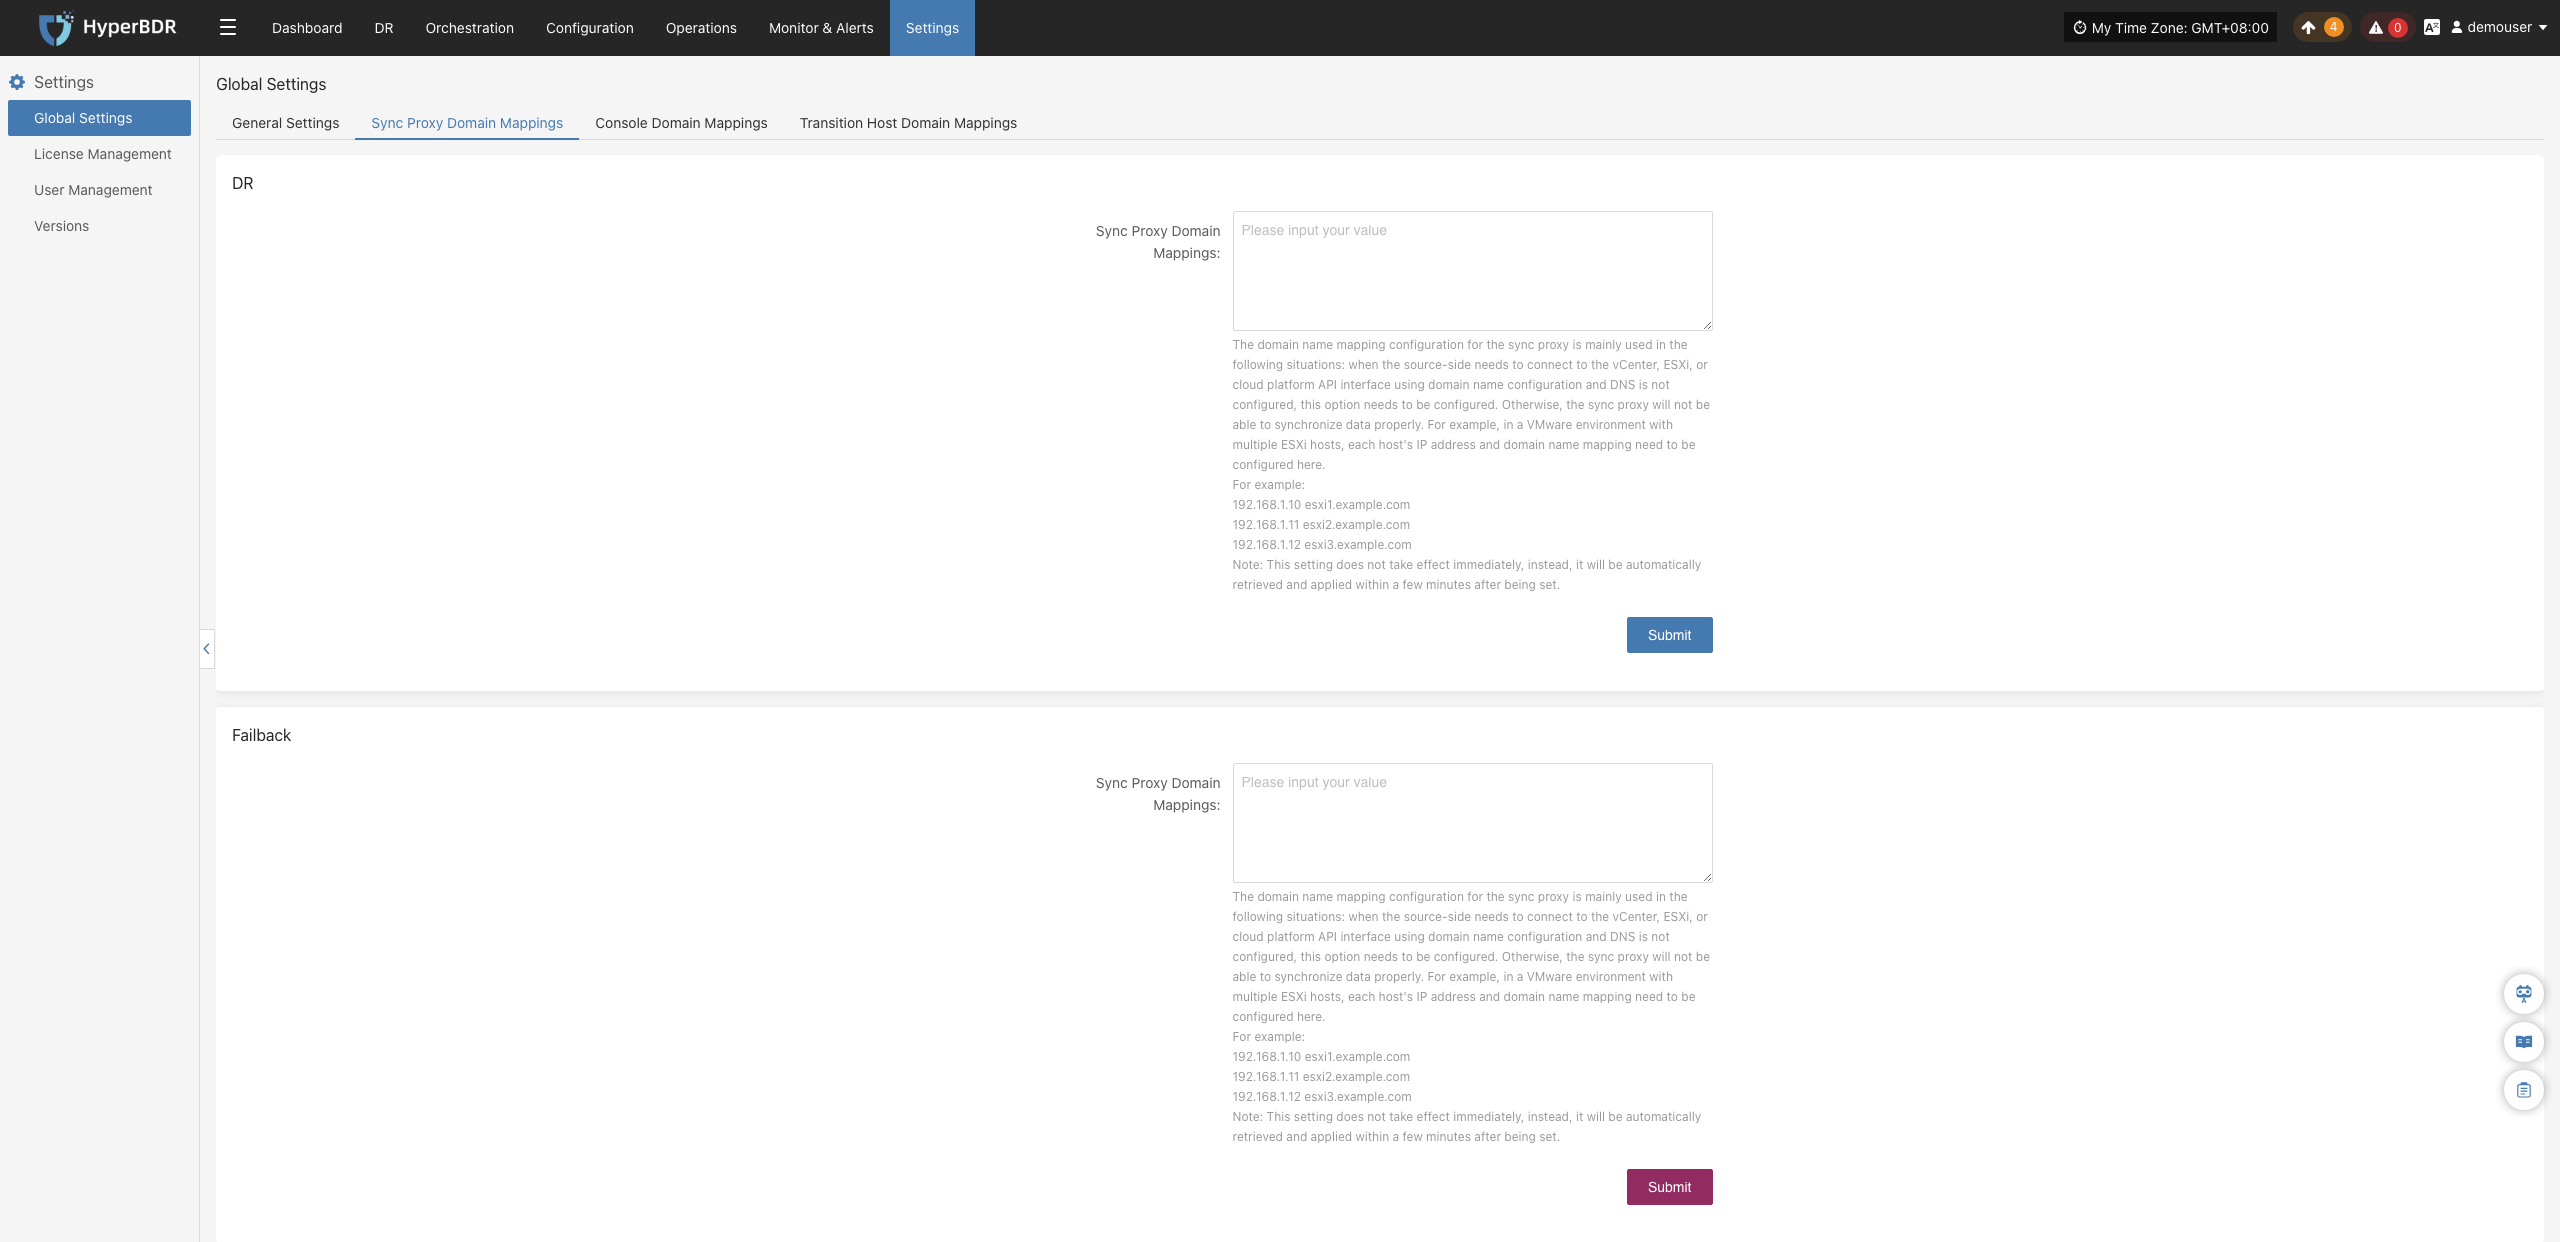 HyperBDR
Dashboard
DR
Orchestration
Configuration
Operations
Monitor & Alerts
Settings
My Time Zone: GMT+08:00
4
0
demouser
Settings
Global Settings
License Management
User Management
Versions
Global Settings
General Settings
Sync Proxy Domain Mappings
Console Domain Mappings
Transition Host Domain Mappings
DR
Sync Proxy Domain
Mappings:
Please input your value
The domain name mapping configuration for the sync proxy is mainly used in the
following situations: when the source-side needs to connect to the vCenter, ESXi, or
cloud platform API interface using domain name configuration and DNS is not
configured, this option needs to be configured. Otherwise, the sync proxy will not be
able to synchronize data properly. For example, in a VMware environment with
multiple ESXi hosts, each host's IP address and domain name mapping need to be
configured here.
For example:
192.168.1.10 esxi1.example.com
192.168.1.11 esxi2.example.com
192.168.1.12 esxi3.example.com
Note: This setting does not take effect immediately, instead, it will be automatically
retrieved and applied within a few minutes after being set.
Submit
Failback
Sync Proxy Domain
Mappings:
Please input your value
The domain name mapping configuration for the sync proxy is mainly used in the
following situations: when the source-side needs to connect to the vCenter, ESXi, or
cloud platform API interface using domain name configuration and DNS is not
configured, this option needs to be configured. Otherwise, the sync proxy will not be
able to synchronize data properly. For example, in a VMware environment with
multiple ESXi hosts, each host's IP address and domain name mapping need to be
configured here.
For example:
192.168.1.10 esxi1.example.com
192.168.1.11 esxi2.example.com
192.168.1.12 esxi3.example.com
Note: This setting does not take effect immediately, instead, it will be automatically
retrieved and applied within a few minutes after being set.
Submit